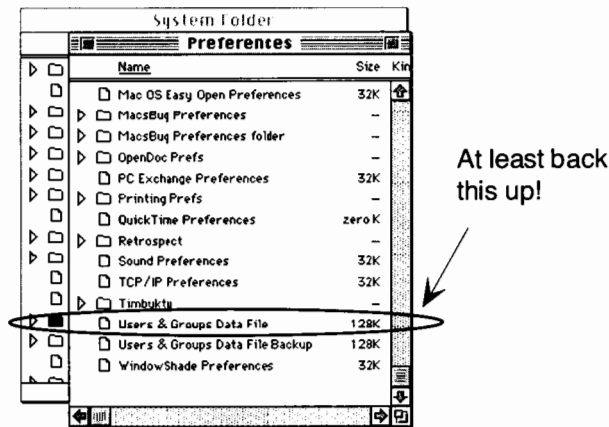 System Folder
Preferences
Name Size Kin
Mac OS Easy Open Preferences 32K
MacsBug Preferences –
MacsBug Preferences folder –
OpenDoc Prefs –
PC Exchange Preferences 32K
Printing Prefs –
QuickTime Preferences zero K
Retrospect –
Sound Preferences 32K
TCP/IP Preferences 32K
Timbuktu –
Users & Groups Data File 128K
Users & Groups Data File Backup 128K
WindowShade Preferences 32K
At least back
this up!